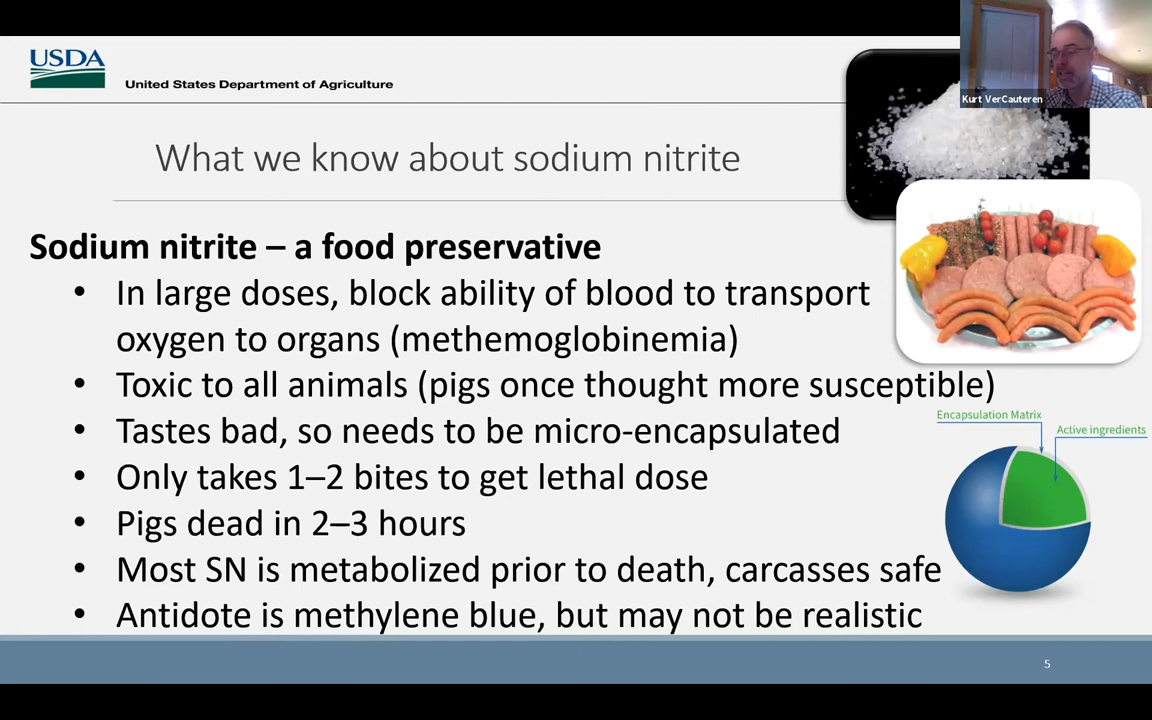 USDA
United States Department of Agriculture
Kurt VerCauteren
What we know about sodium nitrite
Sodium nitrite – a food preservative
• In large doses, block ability of blood to transport
oxygen to organs (methemoglobinemia)
• Toxic to all animals (pigs once thought more susceptible)
• Tastes bad, so needs to be micro-encapsulated
• Only takes 1–2 bites to get lethal dose
• Pigs dead in 2–3 hours
• Most SN is metabolized prior to death, carcasses safe
• Antidote is methylene blue, but may not be realistic
Encapsulation Matrix
Active ingredients
5